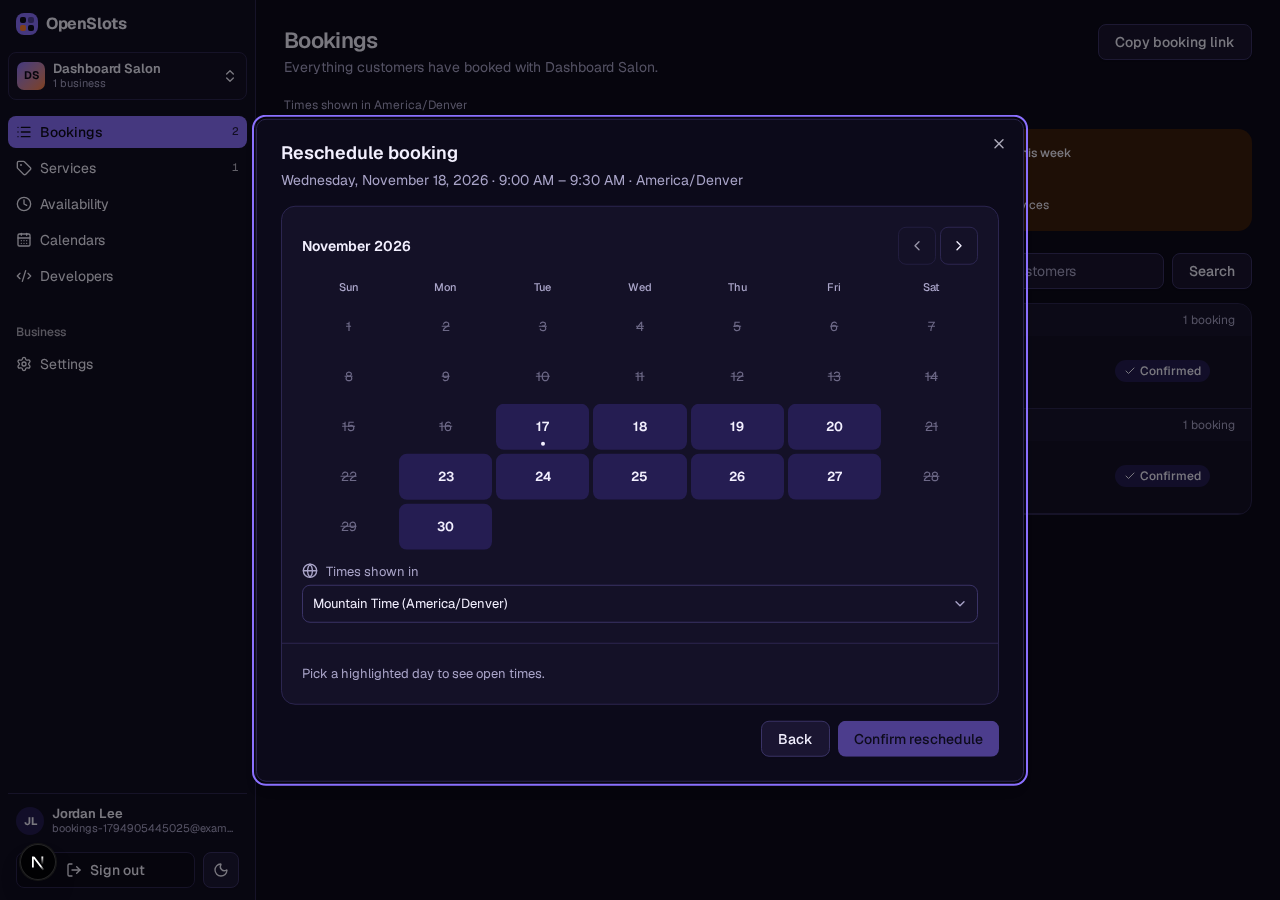 OpenSlots
DS
Dashboard Salon
1 business
Bookings 2
Services 1
Availability
Calendars
Developers
Business
Settings
JL
Jordan Lee
bookings-1794905445025@exam…
N
Sign out
Bookings
Everything customers have booked with Dashboard Salon.
Copy booking link
Times shown in America/Denver
Reschedule booking
Wednesday, November 18, 2026 · 9:00 AM – 9:30 AM · America/Denver
November 2026
Sun Mon Tue Wed Thu Fri Sat
1 2 3 4 5 6 7
8 9 10 11 12 13 14
15 16 17 18 19 20 21
22 23 24 25 26 27 28
29 30
Times shown in
Mountain Time (America/Denver)
Pick a highlighted day to see open times.
Back
Confirm reschedule
week
Search
1 booking
Confirmed
1 booking
Confirmed